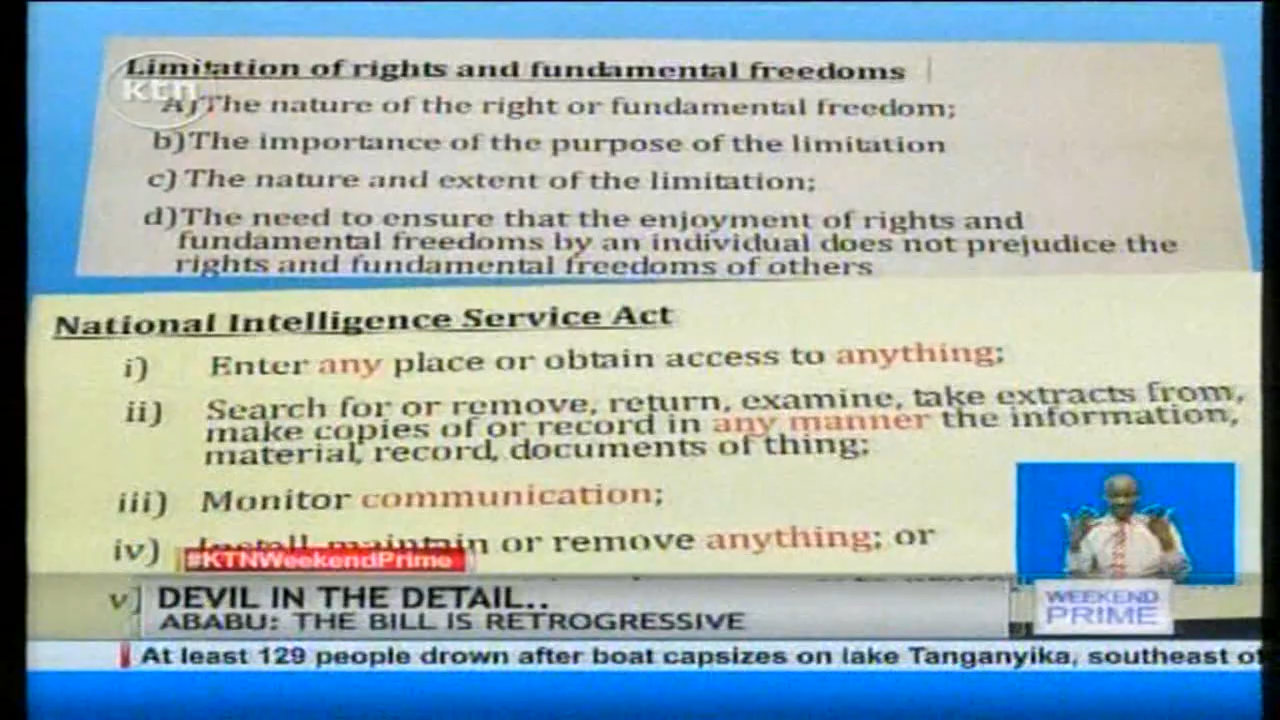 Limitation of rights and fundamental freedoms
ktn
A)The nature of the right or fundamental freedom;
b)The importance of the purpose of the limitation
c) The nature and extent of the limitation;
d)The need to ensure that the enjoyment of rights and
fundamental freedoms by an individual does not prejudice the
rights and fundamental freedoms of others
National Intelligence Service Act
i) Enter any place or obtain access to anything;
ii) Search for or remove, return, examine, take extracts from,
make copies of or record in any manner the information,
material, record, documents of thing;
iii) Monitor communication;
iv) Install, maintain or remove anything; or
#KTNWeekendPrime
v)
DEVIL IN THE DETAIL..
ABABU: THE BILL IS RETROGRESSIVE
WEEKEND
PRIME
At least 129 people drown after boat capsizes on lake Tanganyika, southeast of